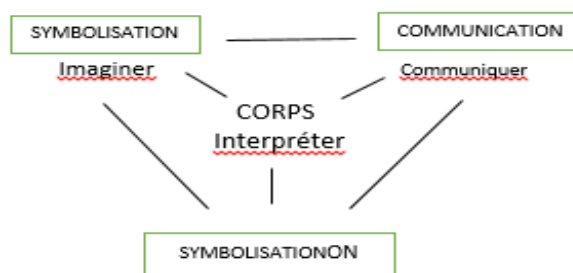 SYMBOLISATION
COMMUNICATION
Imaginer
Communiquer
CORPS
Interpréter
SYMBOLISATIONON